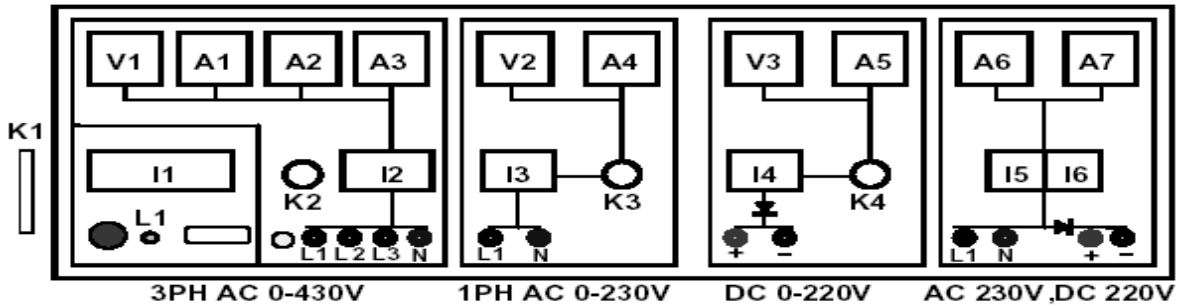 V1 A1 A2 A3 V2 A4 V3 A5 A6 A7
K1
I1 I2 I3 I4 I5 I6
K2 K3 K4
L1
L1 L2 L3 N L1 N + - L1 N + -
3PH AC 0-430V 1PH AC 0-230V DC 0-220V AC 230V ,DC 220V